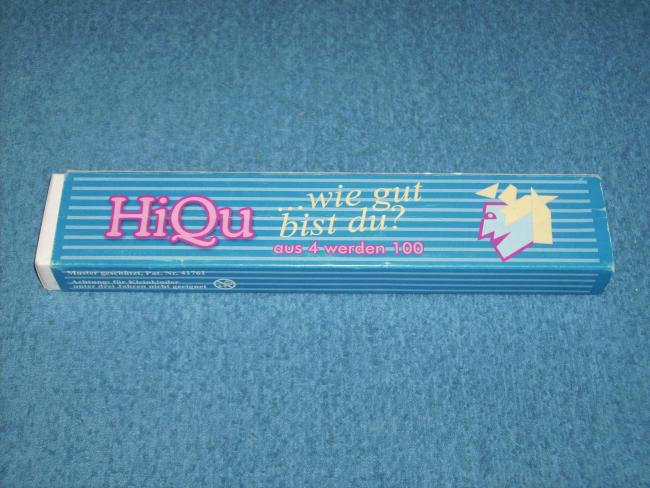 HiQu
...wie gut
bist du?
aus 4 werden 100
Muster geschützt, Pat. Nr. 41761
Achtung: für Kleinkinder
unter drei Jahren nicht geeignet